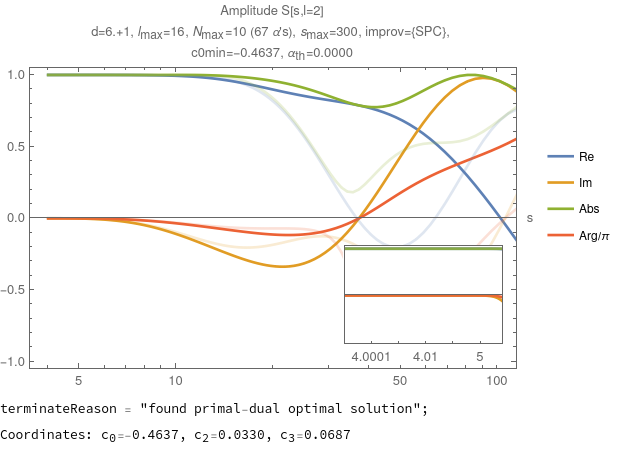 Amplitude S[s,l=2]
d=6.+1, lmax=16, Nmax=10 (67 α's), smax=300, improv={SPC},
c0min=-0.4637, αth=0.0000
1.0
0.5
0.0
-0.5
-1.0
s
Re
Im
Abs
Arg/π
4.0001 4.01 5
5 10 50 100
terminateReason = "found primal-dual optimal solution";
Coordinates: c0=-0.4637, c2=0.0330, c3=0.0687